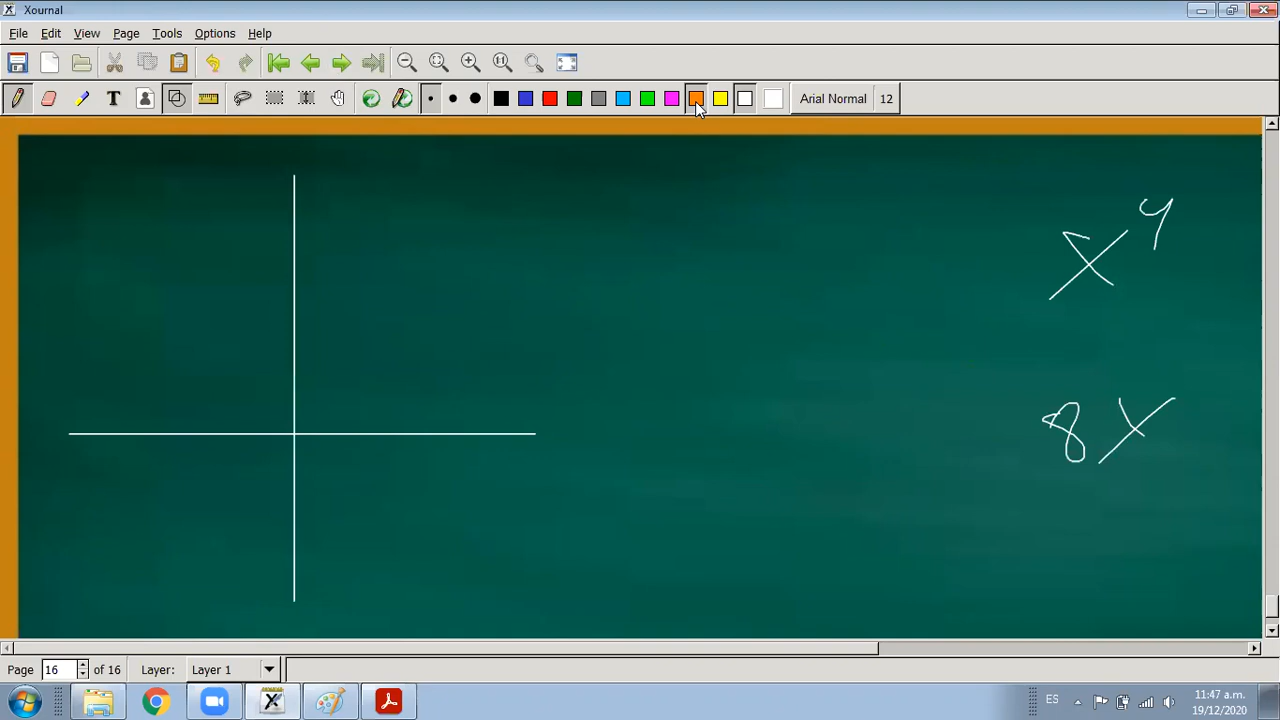 Xournal
File Edit View Page Tools Options Help
Arial Normal 12
x⁴
8x
Page 16 of 16 Layer: Layer 1
ES 11:47 a.m.
19/12/2020